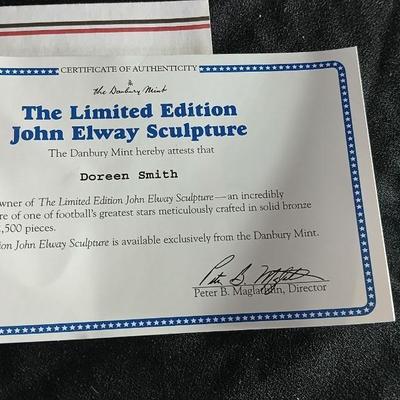 CERTIFICATE OF AUTHENTICITY
the Danbury Mint
The Limited Edition
John Elway Sculpture
The Danbury Mint hereby attests that
Doreen Smith
owner of The Limited Edition John Elway Sculpture—an incredibly
re of one of football's greatest stars meticulously crafted in solid bronze
,500 pieces.
ion John Elway Sculpture is available exclusively from the Danbury Mint.
Peter B. Maglathlin, Director